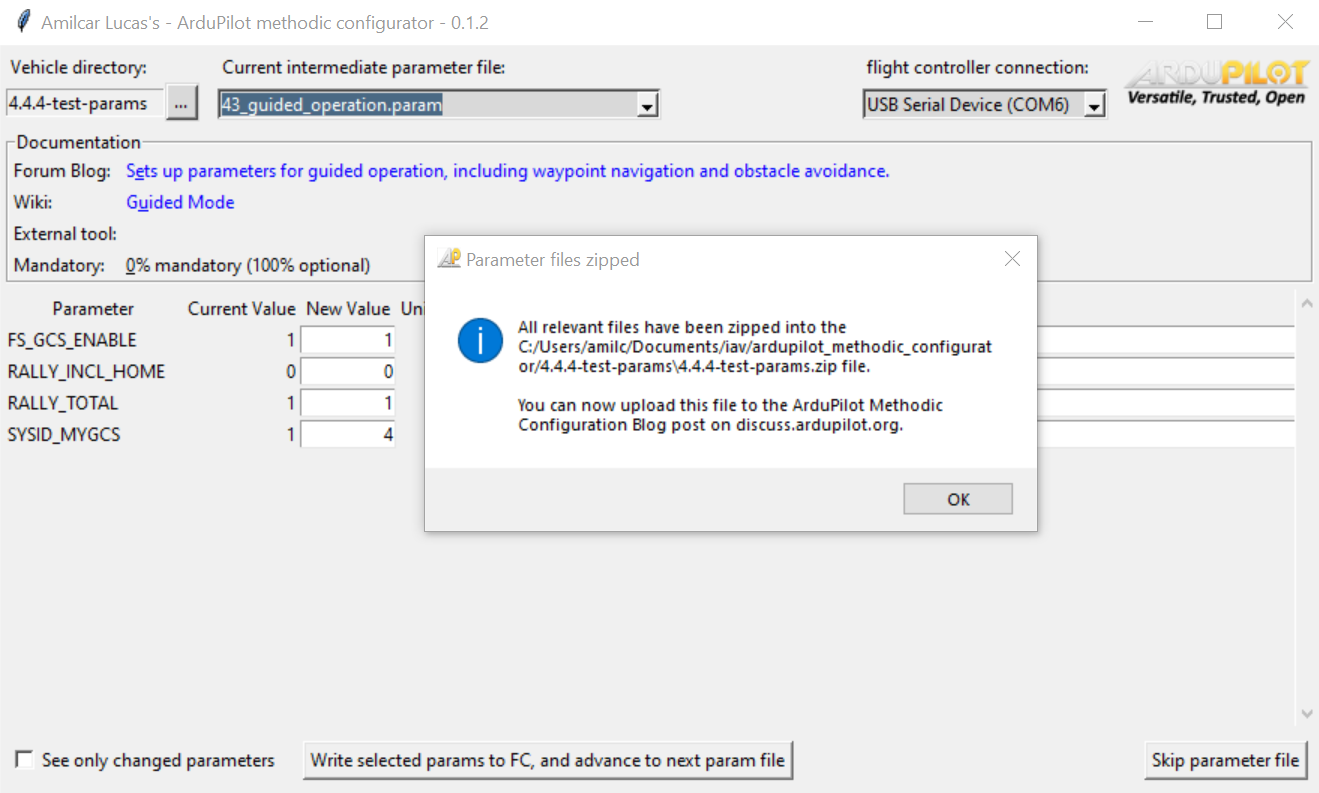 Amilcar Lucas's - ArduPilot methodic configurator - 0.1.2
Vehicle directory:
Current intermediate parameter file:
flight controller connection:
ARDUPILOT
Versatile, Trusted, Open
4.4.4-test-params
...
43_guided_operation.param
USB Serial Device (COM6)
Documentation
Forum Blog: Sets up parameters for guided operation, including waypoint navigation and obstacle avoidance.
Wiki: Guided Mode
External tool:
Mandatory: 0% mandatory (100% optional)
Parameter Current Value New Value Uni
FS_GCS_ENABLE 1 1
RALLY_INCL_HOME 0 0
RALLY_TOTAL 1 1
SYSID_MYGCS 1 4
Parameter files zipped
All relevant files have been zipped into the
C:/Users/amilc/Documents/iav/ardupilot_methodic_configurat
or/4.4.4-test-params\4.4.4-test-params.zip file.
You can now upload this file to the ArduPilot Methodic
Configuration Blog post on discuss.ardupilot.org.
OK
See only changed parameters
Write selected params to FC, and advance to next param file
Skip parameter file